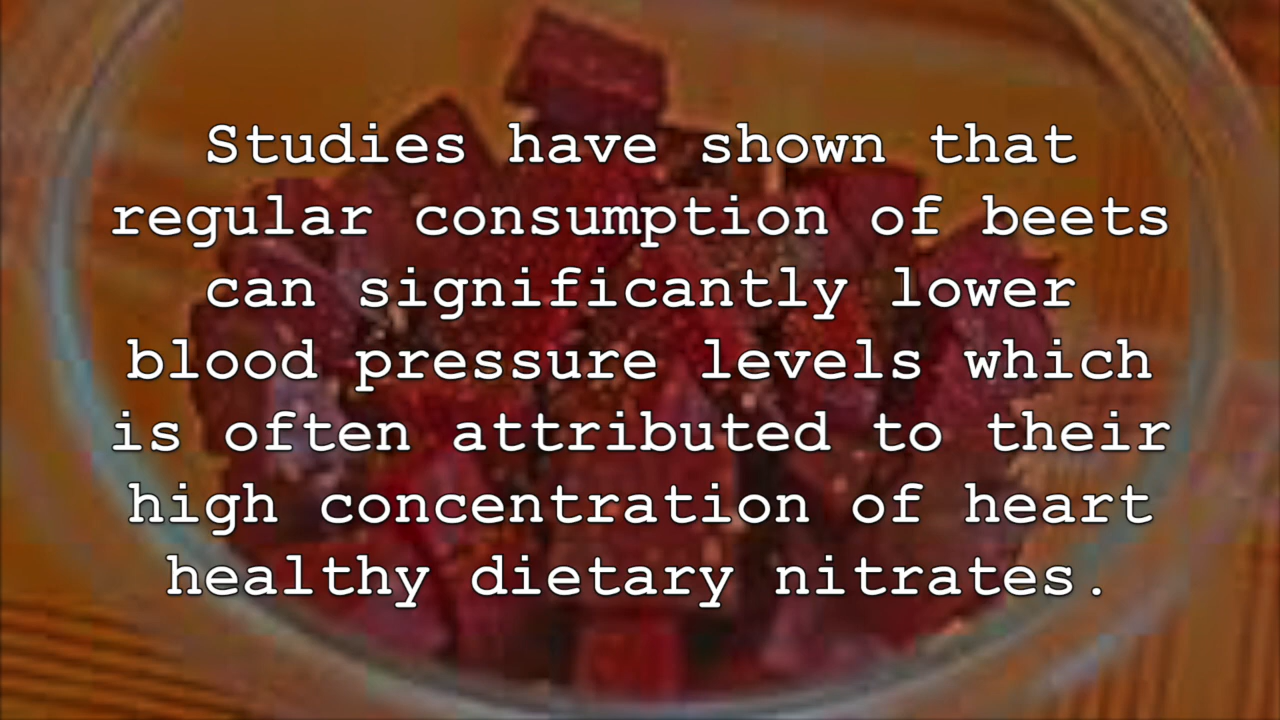 Studies have shown that
regular consumption of beets
can significantly lower
blood pressure levels which
is often attributed to their
high concentration of heart
healthy dietary nitrates.